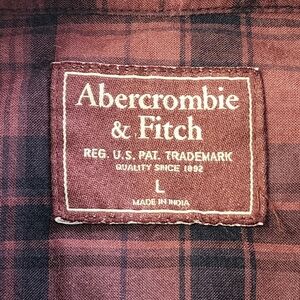 Abercrombie
& Fitch
REG. U.S. PAT. TRADEMARK
QUALITY SINCE 1892
L
MADE IN INDIA